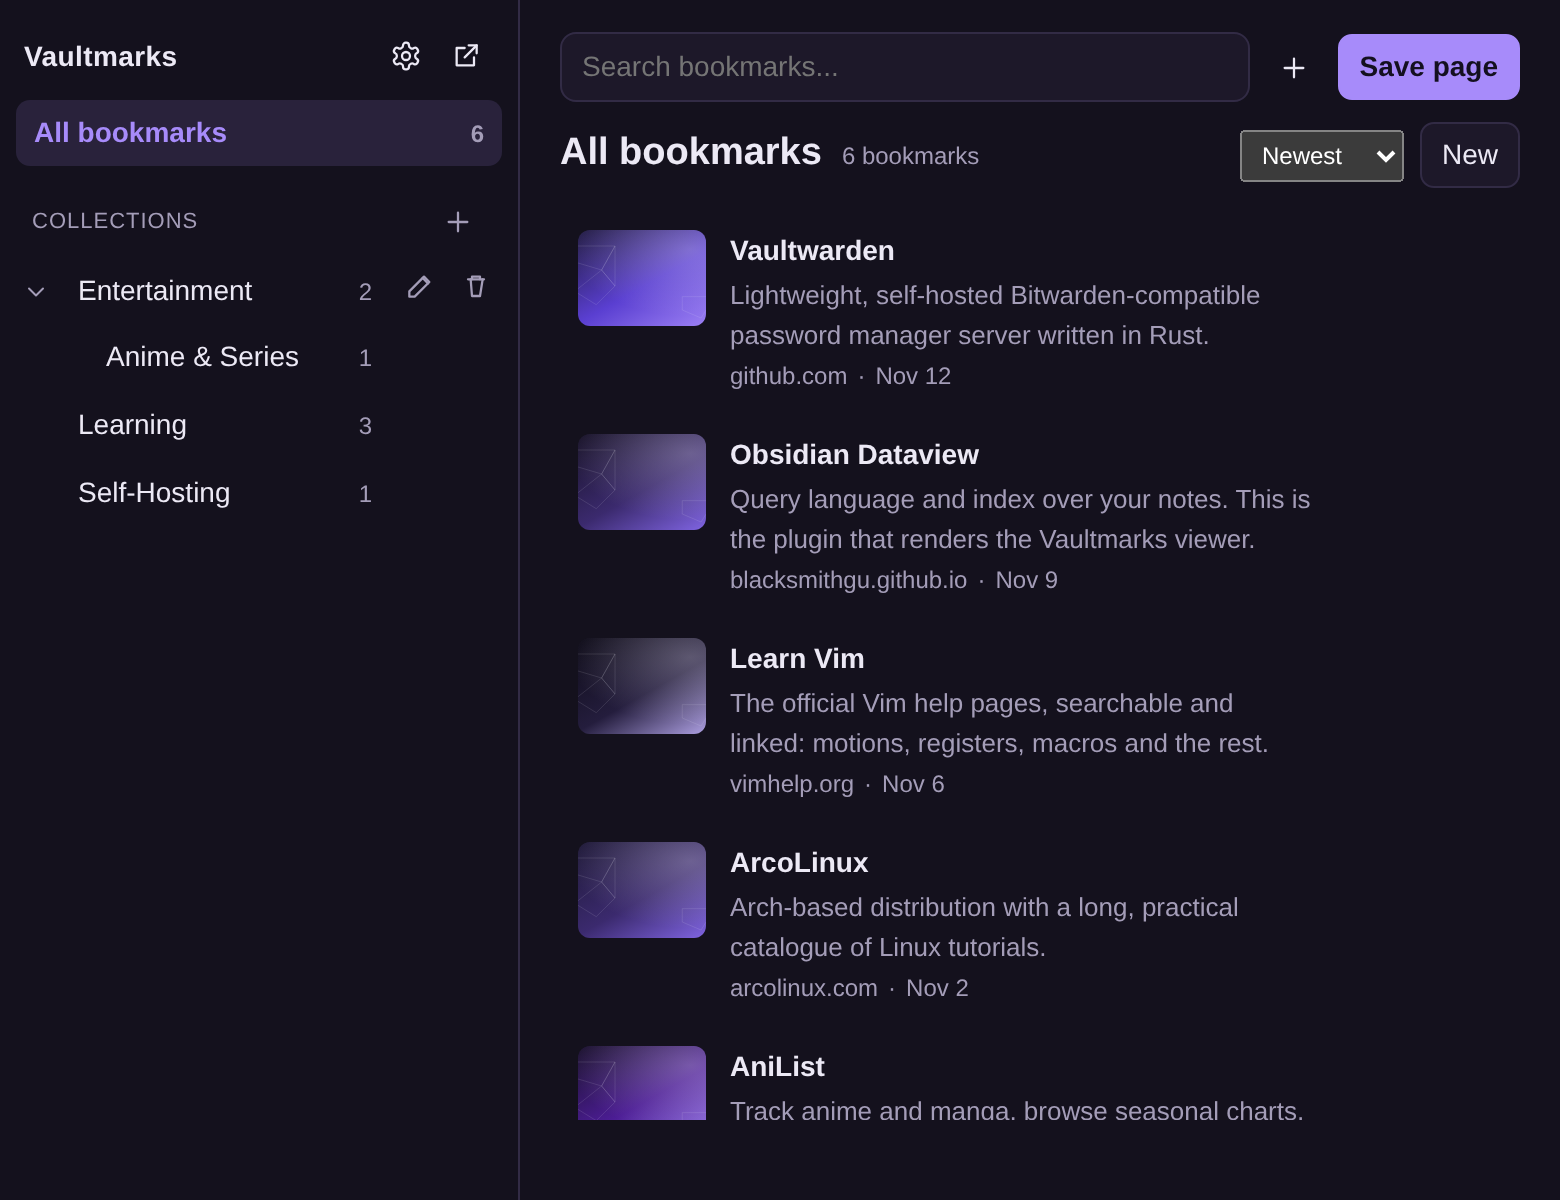 Vaultmarks
All bookmarks 6
COLLECTIONS
Entertainment 2
Anime & Series 1
Learning 3
Self-Hosting 1
Search bookmarks...
Save page
All bookmarks 6 bookmarks
Newest
New
Vaultwarden
Lightweight, self-hosted Bitwarden-compatible
password manager server written in Rust.
github.com · Nov 12
Obsidian Dataview
Query language and index over your notes. This is
the plugin that renders the Vaultmarks viewer.
blacksmithgu.github.io · Nov 9
Learn Vim
The official Vim help pages, searchable and
linked: motions, registers, macros and the rest.
vimhelp.org · Nov 6
ArcoLinux
Arch-based distribution with a long, practical
catalogue of Linux tutorials.
arcolinux.com · Nov 2
AniList
Track anime and manga, browse seasonal charts.